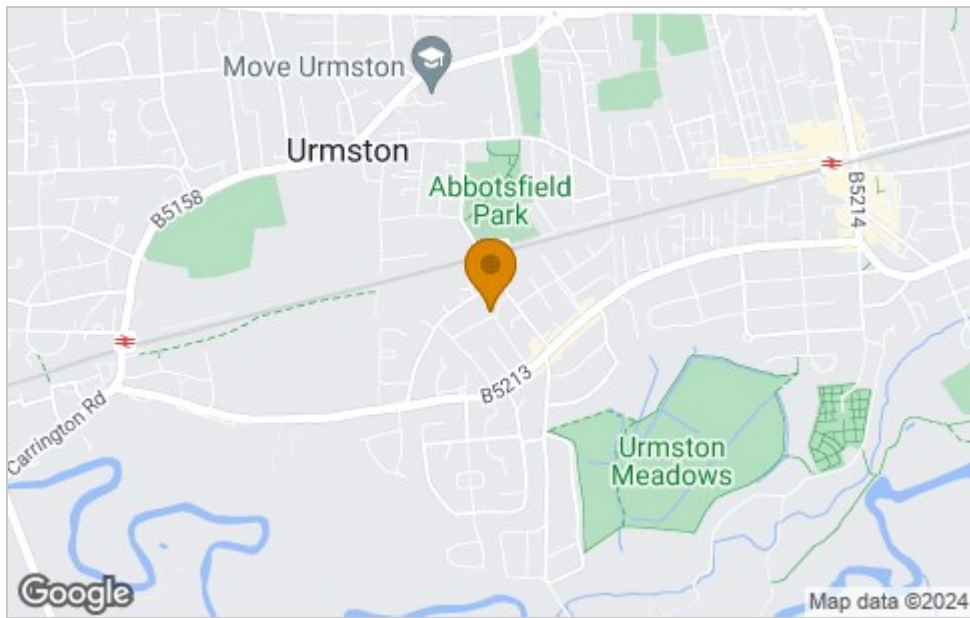 Move Urmston
Urmston
B5158
Abbotsfield
Park
B5214
B5213
Carrington Rd
Urmston
Meadows
Google
Map data ©2024